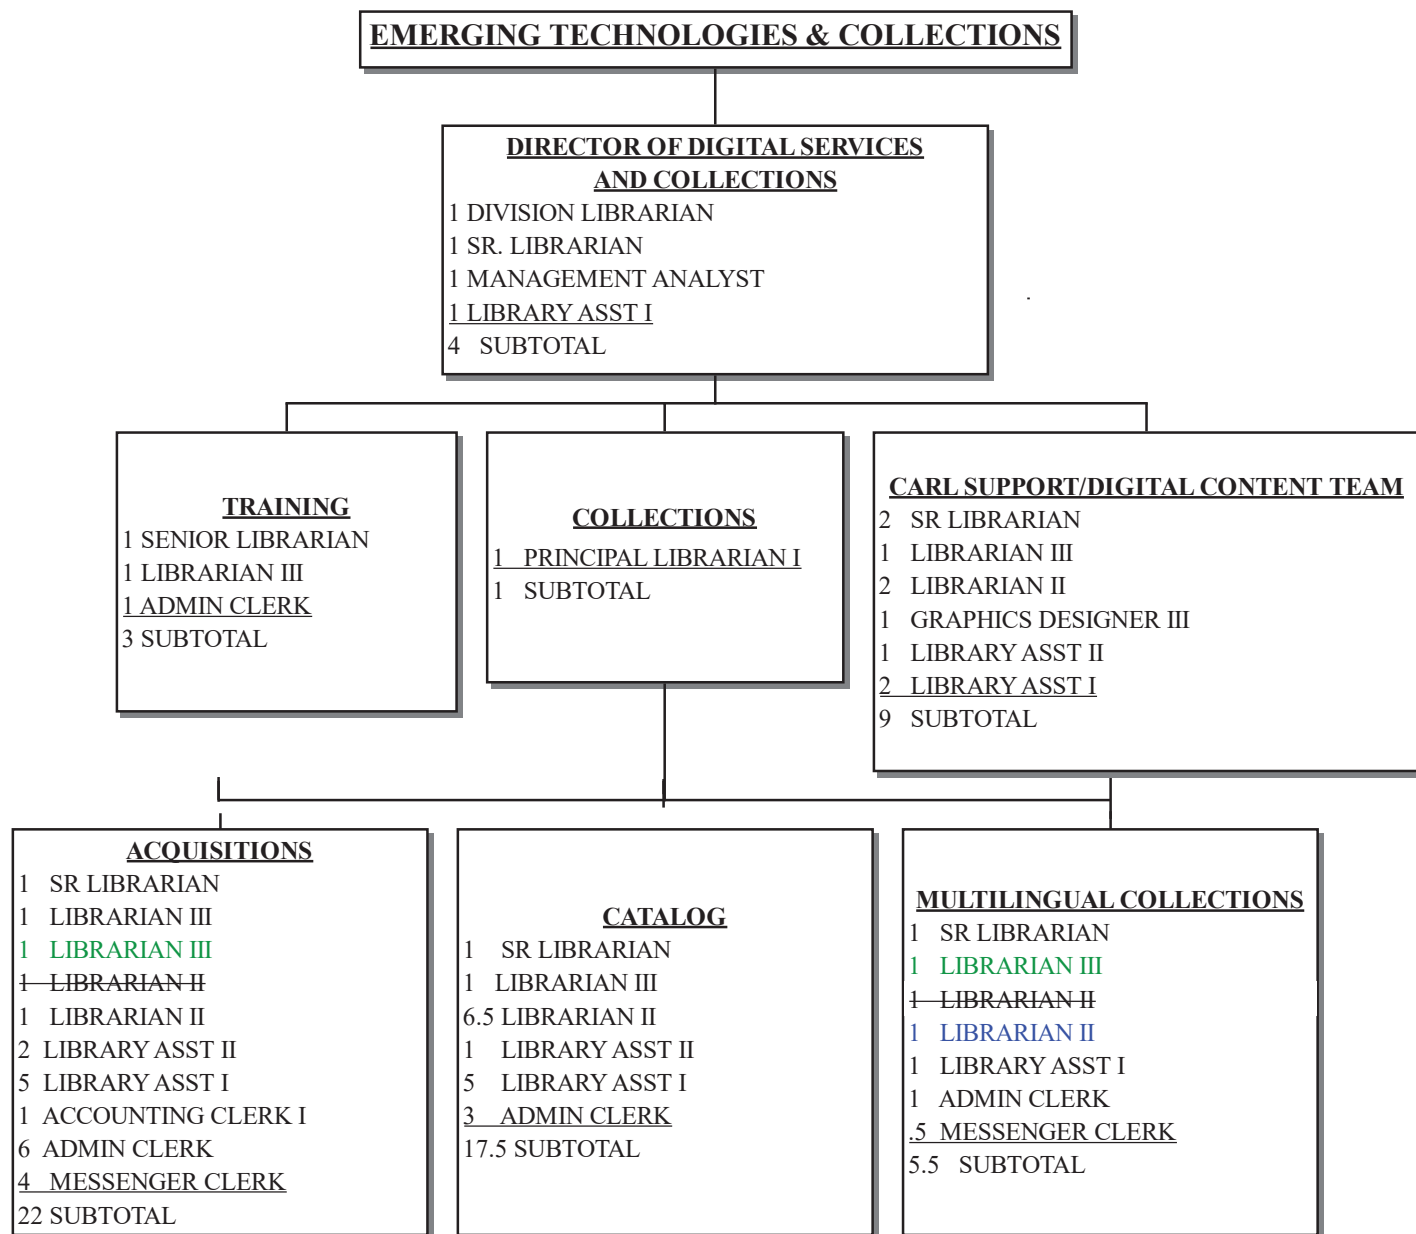 EMERGING TECHNOLOGIES & COLLECTIONS
DIRECTOR OF DIGITAL SERVICES
AND COLLECTIONS
1 DIVISION LIBRARIAN
1 SR. LIBRARIAN
1 MANAGEMENT ANALYST
1 LIBRARY ASST I
4 SUBTOTAL
TRAINING
1 SENIOR LIBRARIAN
1 LIBRARIAN III
1 ADMIN CLERK
3 SUBTOTAL
COLLECTIONS
1 PRINCIPAL LIBRARIAN I
1 SUBTOTAL
CARL SUPPORT/DIGITAL CONTENT TEAM
2 SR LIBRARIAN
1 LIBRARIAN III
2 LIBRARIAN II
1 GRAPHICS DESIGNER III
1 LIBRARY ASST II
2 LIBRARY ASST I
9 SUBTOTAL
ACQUISITIONS
1 SR LIBRARIAN
1 LIBRARIAN III
1 LIBRARIAN III
1 LIBRARIAN II
1 LIBRARIAN II
2 LIBRARY ASST II
5 LIBRARY ASST I
1 ACCOUNTING CLERK I
6 ADMIN CLERK
4 MESSENGER CLERK
22 SUBTOTAL
CATALOG
1 SR LIBRARIAN
1 LIBRARIAN III
6.5 LIBRARIAN II
1 LIBRARY ASST II
5 LIBRARY ASST I
3 ADMIN CLERK
17.5 SUBTOTAL
MULTILINGUAL COLLECTIONS
1 SR LIBRARIAN
1 LIBRARIAN III
1 LIBRARIAN II
1 LIBRARIAN II
1 LIBRARY ASST I
1 ADMIN CLERK
.5 MESSENGER CLERK
5.5 SUBTOTAL